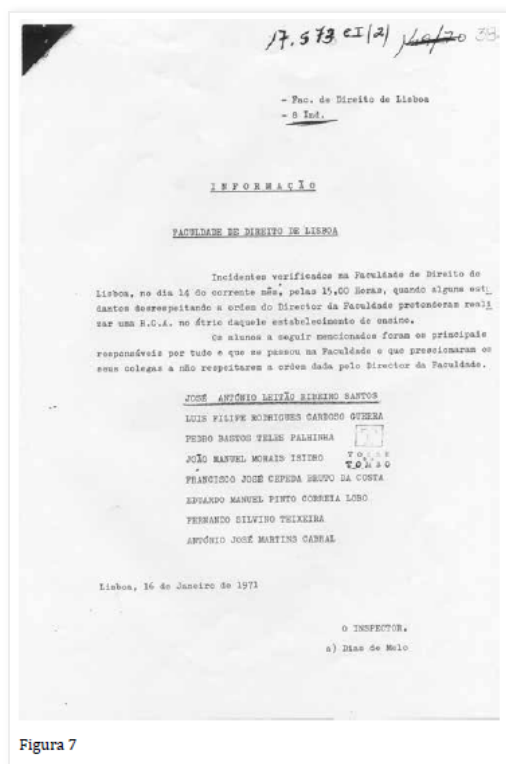 17.573 CI(2)
- Fac. de Direito de Lisboa
- 8 Ind.
INFORMAÇÃO
FACULDADE DE DIREITO DE LISBOA
Incidentes verificados na Faculdade de Direito de
Lisboa, no dia 14 do corrente mês, pelas 15,00 Horas, quando alguns estu
dantes desrespeitando a ordem do Director da Faculdade pretenderam reali
zar uma R.G.A. no átrio daquele estabelecimento de ensino.
Os alunos a seguir mencionados foram os principais
responsáveis por tudo e que se passou na Faculdade e que pressionaram os
seus colegas a não respeitarem a ordem dada pelo Director da Faculdade.
JOSÉ ANTÓNIO LEITÃO RIBEIRO SANTOS
LUIS FILIPE RODRIGUES CARDOSO GUERRA
PEDRO BASTOS TELES PALHINHA
JOÃO MANUEL MORAIS ISIDRO
TORRE
TOMBO
FRANCISCO JOSÉ CEPEDA BRUTO DA COSTA
EDUARDO MANUEL PINTO CORREIA LOBO
FERNANDO SILVINO TEIXEIRA
ANTÓNIO JOSÉ MARTINS CABRAL
Lisboa, 16 de Janeiro de 1971
O INSPECTOR,
a) Dias de Melo
Figura 7